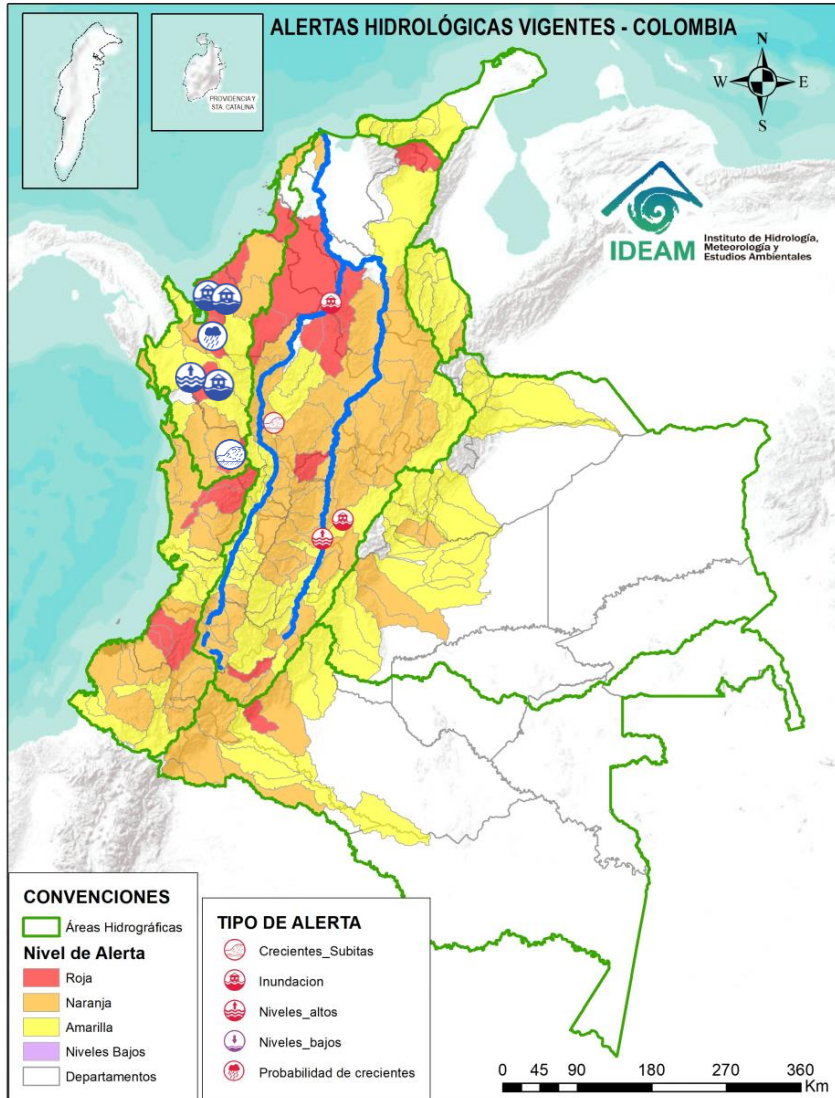 ALERTAS HIDROLÓGICAS VIGENTES - COLOMBIA
PROVIDENCIA Y
STA. CATALINA
N
W
E
S
IDEAM
Instituto de Hidrología,
Meteorología y
Estudios Ambientales
CONVENCIONES
Áreas Hidrográficas
Nivel de Alerta
Roja
Naranja
Amarilla
Niveles Bajos
Departamentos
TIPO DE ALERTA
Crecientes_Subitas
Inundacion
Niveles_altos
Niveles_bajos
Probabilidad de crecientes
0 45 90 180 270 360
Km